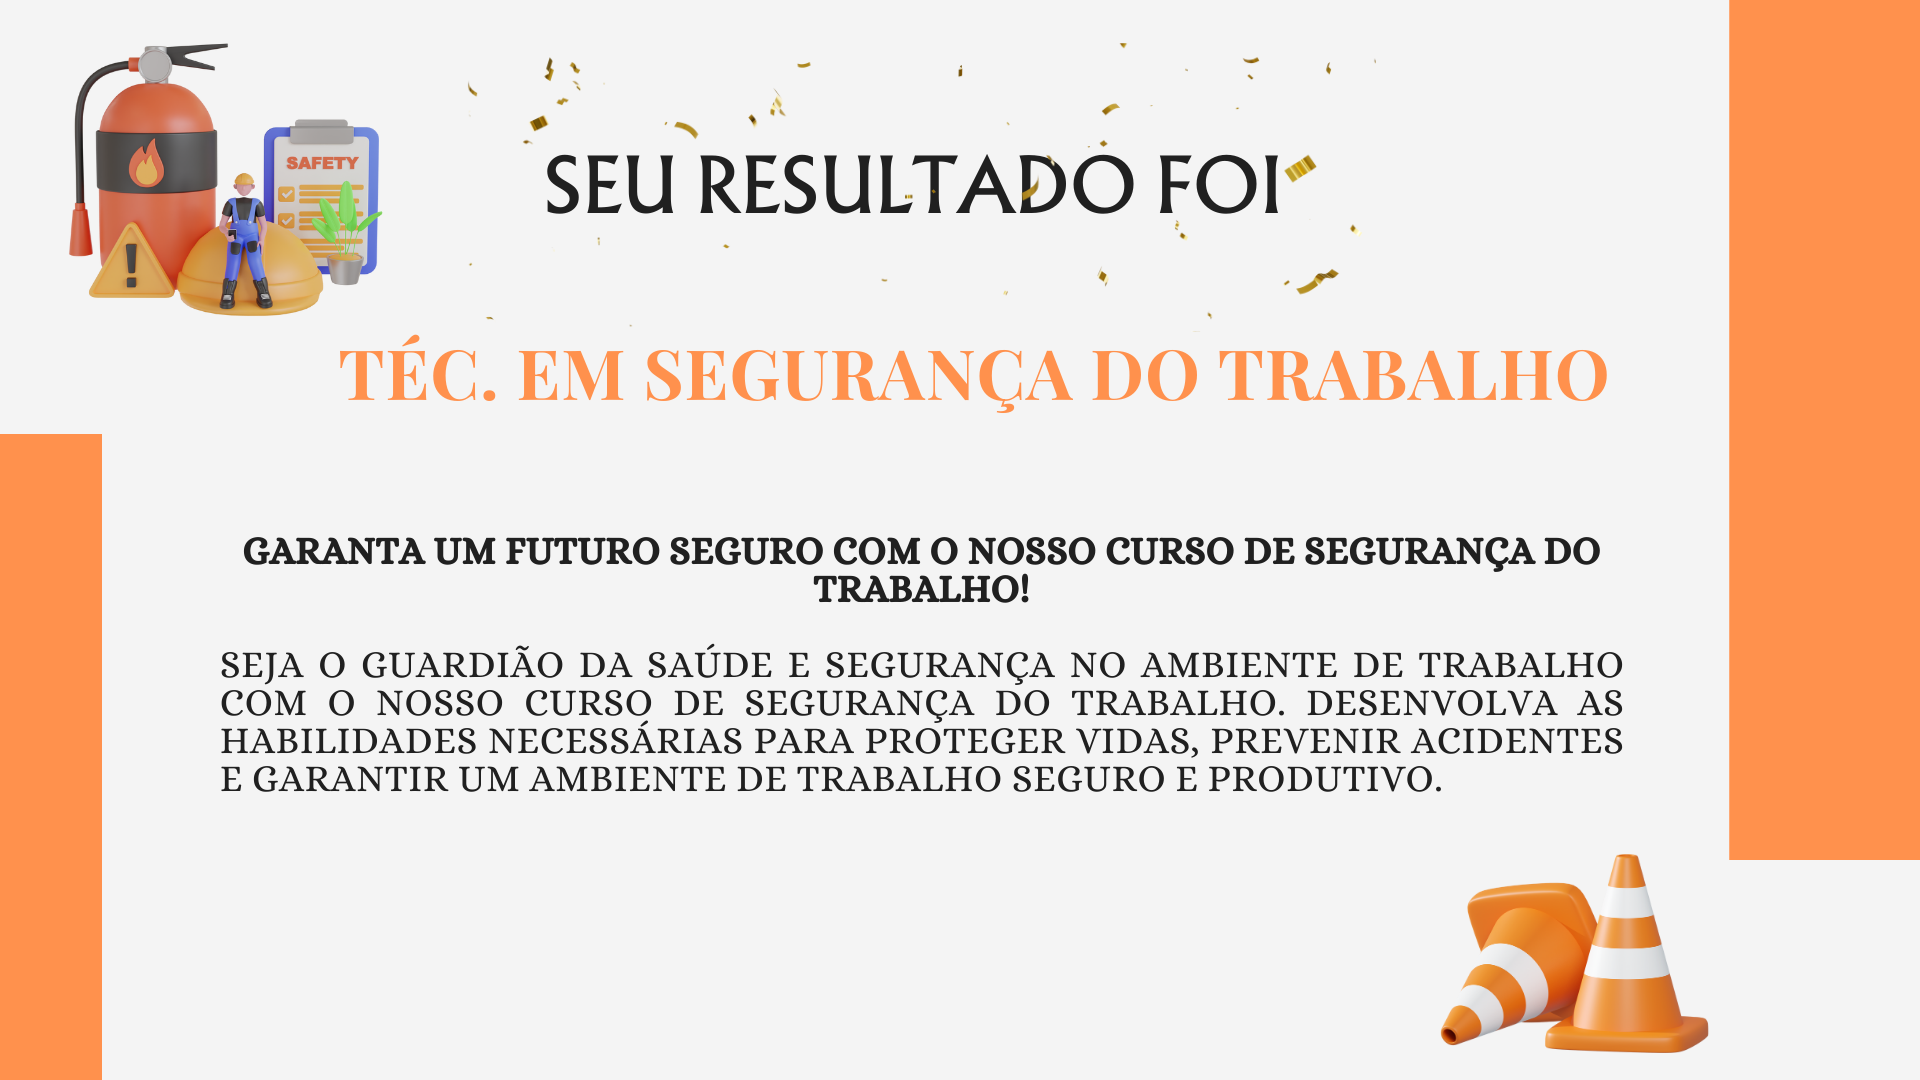 SAFETY
SEU RESULTADO FOI
TÉC. EM SEGURANÇA DO TRABALHO
GARANTA UM FUTURO SEGURO COM O NOSSO CURSO DE SEGURANÇA DO
TRABALHO!
SEJA O GUARDIÃO DA SAÚDE E SEGURANÇA NO AMBIENTE DE TRABALHO
COM O NOSSO CURSO DE SEGURANÇA DO TRABALHO. DESENVOLVA AS
HABILIDADES NECESSÁRIAS PARA PROTEGER VIDAS, PREVENIR ACIDENTES
E GARANTIR UM AMBIENTE DE TRABALHO SEGURO E PRODUTIVO.